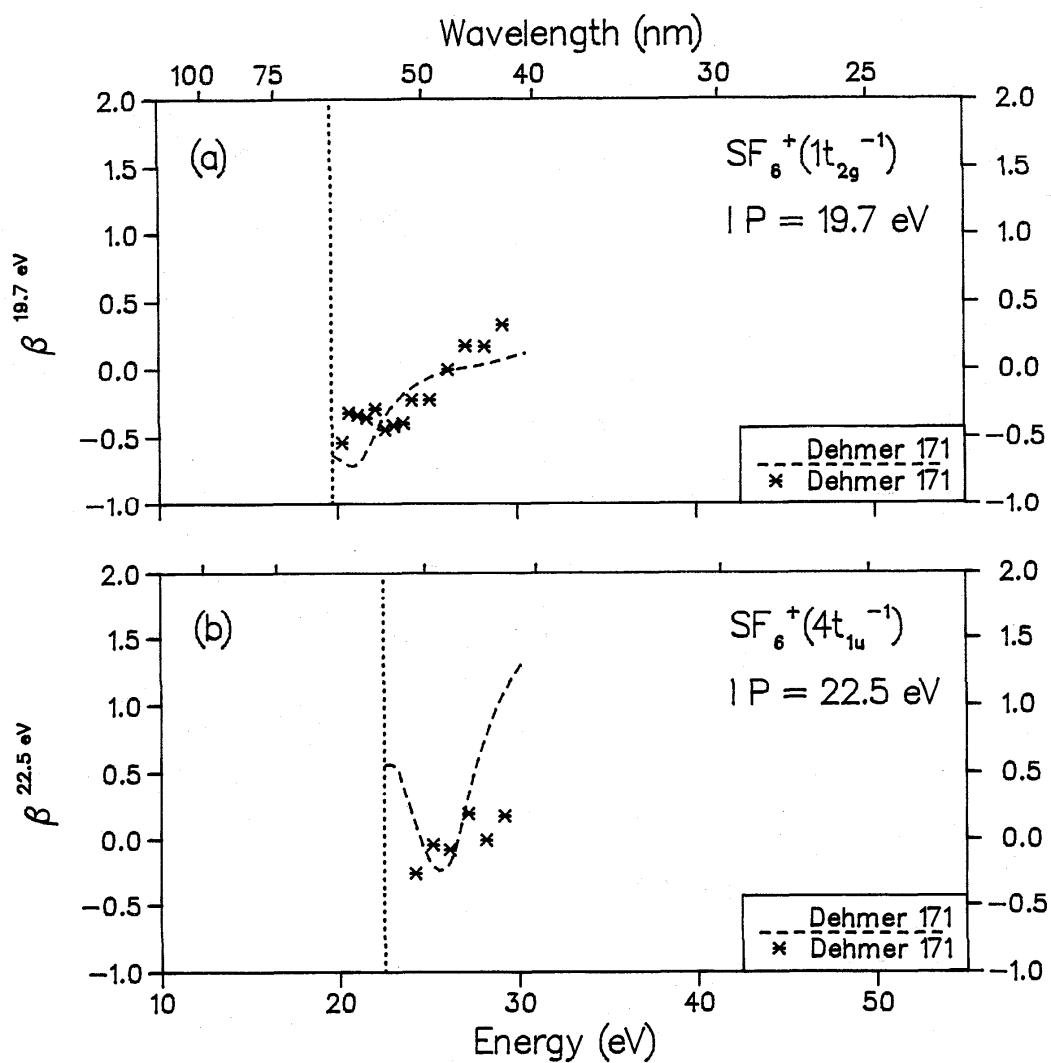 Wavelength (nm)
100 75 50 40 30 25
2.0 2.0
(a) SF₆⁺(1t₂g⁻¹)
1.5 1.5
IP = 19.7 eV
1.0 1.0
β 19.7 eV
0.5 0.5
0.0 0.0
−0.5 −0.5
Dehmer 171
Dehmer 171
−1.0 −1.0
2.0 2.0
(b) SF₆⁺(4t₁u⁻¹)
1.5 1.5
IP = 22.5 eV
1.0 1.0
β 22.5 eV
0.5 0.5
0.0 0.0
−0.5 −0.5
Dehmer 171
Dehmer 171
−1.0 −1.0
10 20 30 40 50
Energy (eV)